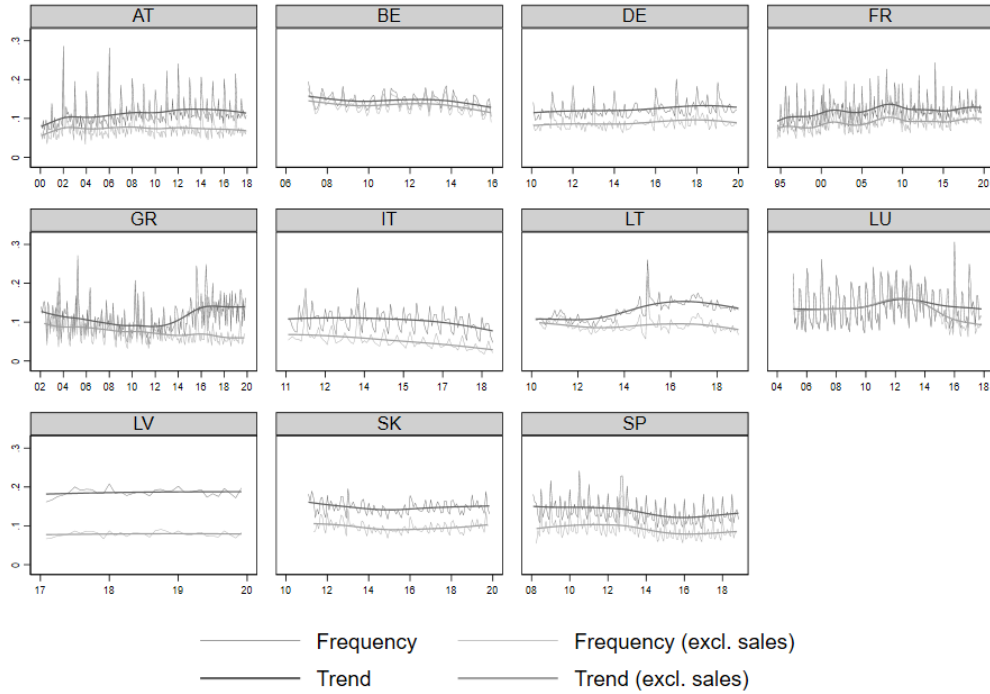 AT BE DE FR
0 .1 .2 .3
00 02 04 06 08 10 12 14 16 18
06 08 10 12 14 16
10 12 14 16 18 20
95 00 05 10 15 20
GR IT LT LU
0 .1 .2 .3
02 04 06 08 10 12 14 16 18 20
11 12 14 15 17 18
10 12 14 16 18
04 06 08 10 12 14 16 18
LV SK SP
0 .1 .2 .3
17 18 19 20
10 12 14 16 18 20
08 10 12 14 16 18
Frequency Frequency (excl. sales)
Trend Trend (excl. sales)